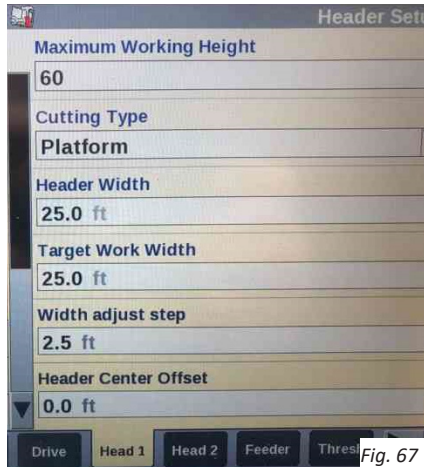 Header Setu
Maximum Working Height
60
Cutting Type
Platform
Header Width
25.0 ft
Target Work Width
25.0 ft
Width adjust step
2.5 ft
Header Center Offset
0.0 ft
Drive Head 1 Head 2 Feeder Thres
Fig. 67